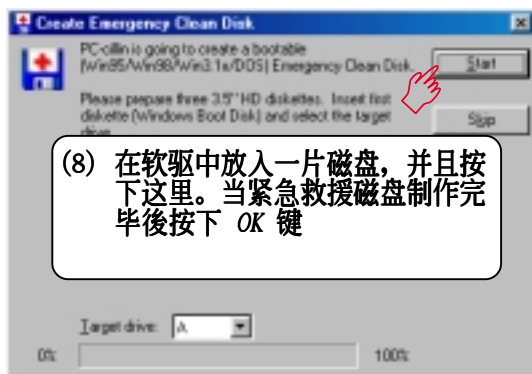 Create Emergency Clean Disk
PC-cillin is going to create a bootable
(Win95/Win98/Win3.1x/DOS) Emergency Clean Disk.
Start
Please prepare three 3.5" HD diskettes. Insert first
diskette (Windows Boot Disk) and select the target
drive.
Skip
(8) 在软驱中放入一片磁盘，并且按
下这里。当紧急救援磁盘制作完
毕後按下 OK 键
Target drive: A
0% 100%